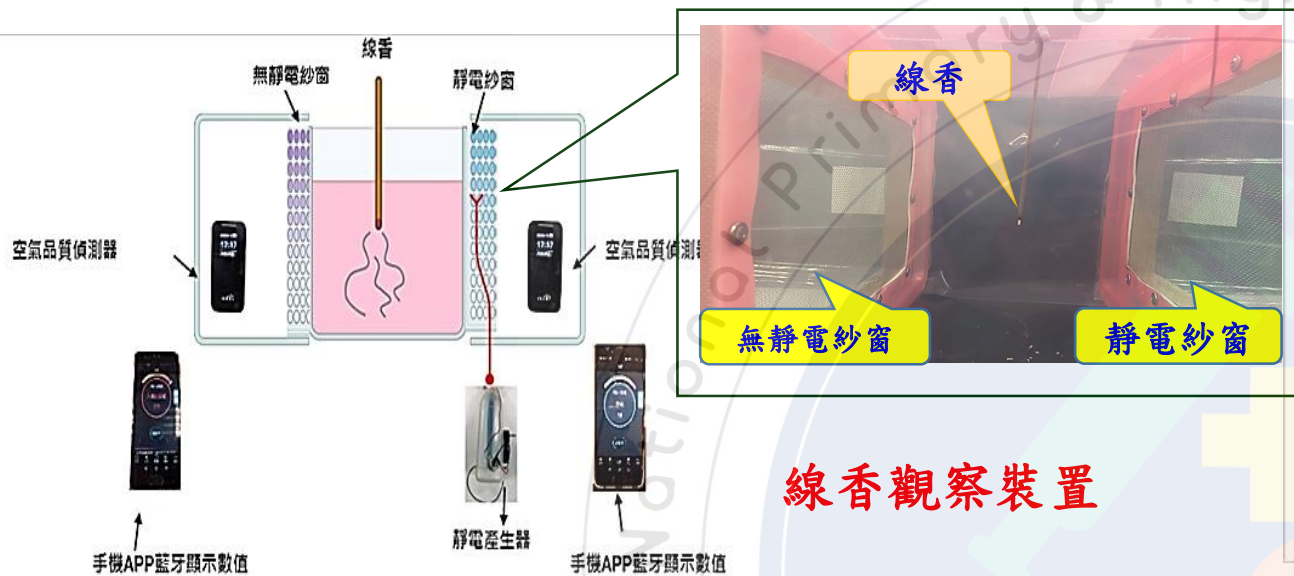 線香
無靜電紗窗
靜電紗窗
空氣品質偵測器
空氣品質偵測
靜電產生器
手機APP藍牙顯示數值
手機APP藍牙顯示數值
線香
無靜電紗窗
靜電紗窗
線香觀察裝置
National Primary &